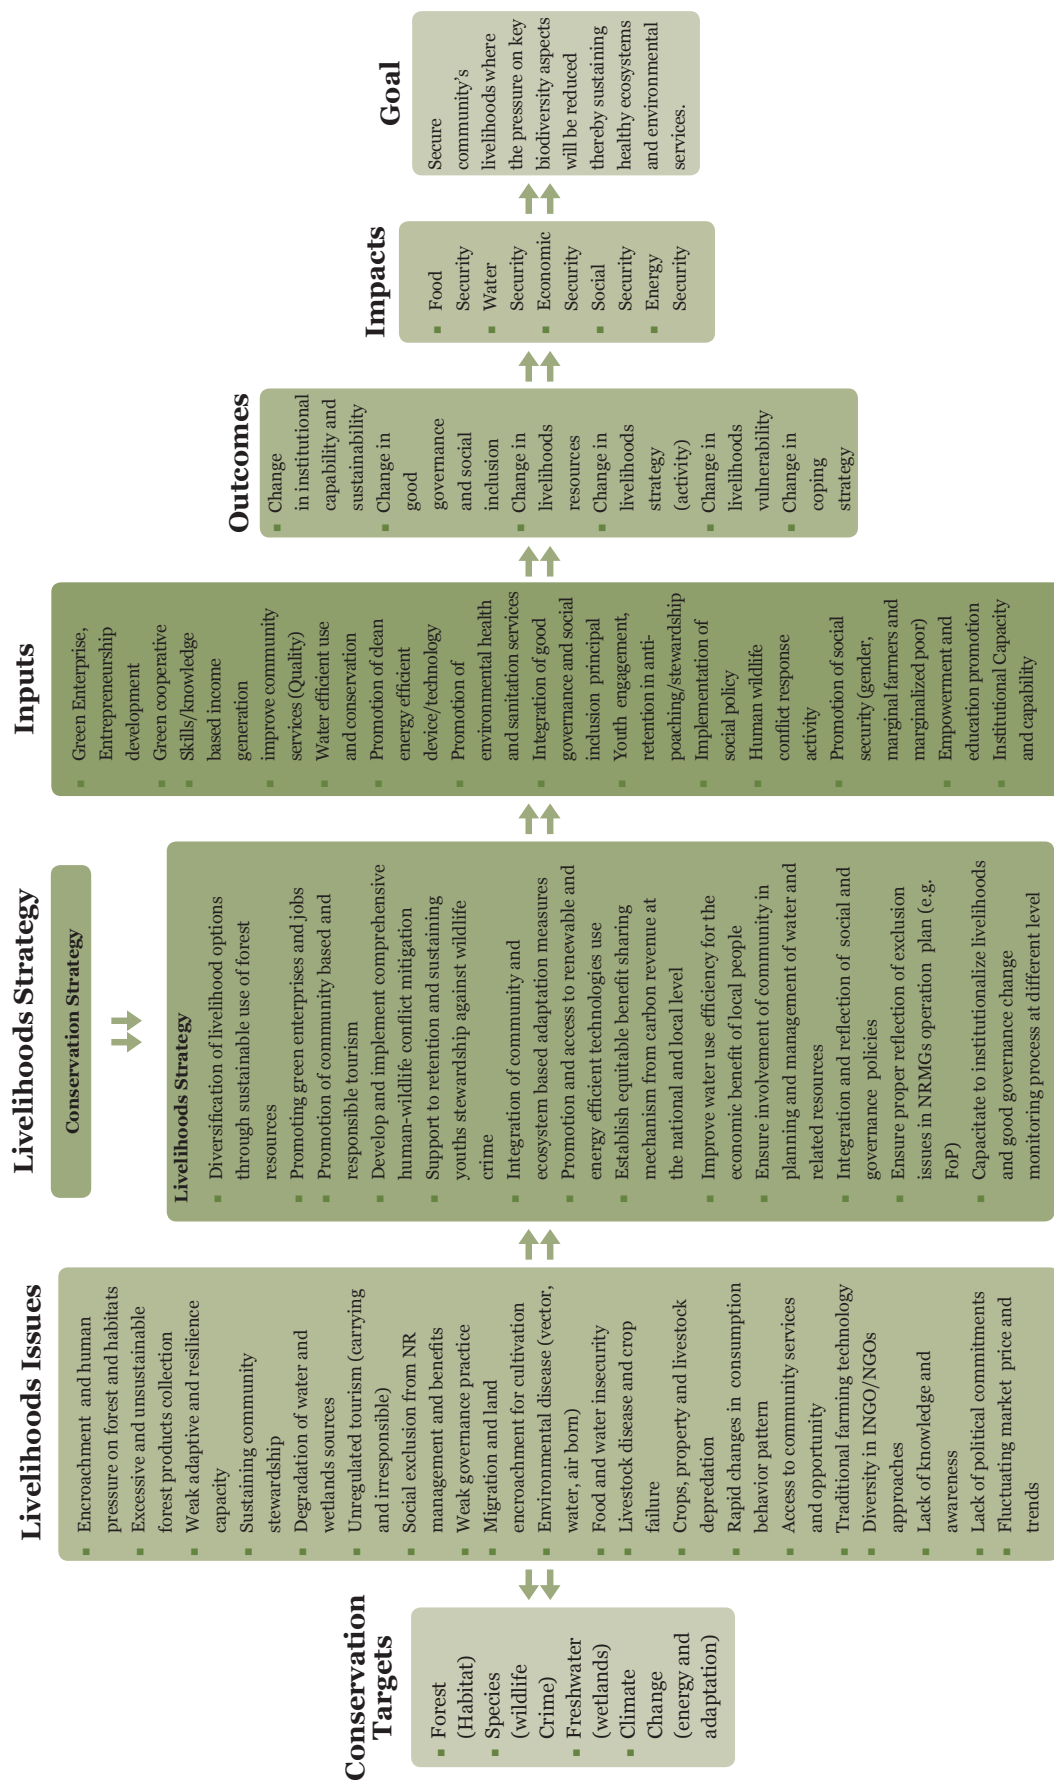 Conservation
Targets
Forest
(Habitat)
Species
(wildlife
Crime)
Freshwater
(wetlands)
Climate
Change
(energy and
adaptation)
Livelihoods Issues
Encroachment and human
pressure on forest and habitats
Excessive and unsustainable
forest products collection
Weak adaptive and resilience
capacity
Sustaining community
stewardship
Degradation of water and
wetlands sources
Unregulated tourism (carrying
and irresponsible)
Social exclusion from NR
management and benefits
Weak governance practice
Migration and land
encroachment for cultivation
Environmental disease (vector,
water, air born)
Food and water insecurity
Livestock disease and crop
failure
Crops, property and livestock
depredation
Rapid changes in consumption
behavior pattern
Access to community services
and opportunity
Traditional farming technology
Diversity in INGO/NGOs
approaches
Lack of knowledge and
awareness
Lack of political commitments
Fluctuating market price and
trends
Livelihoods Strategy
Conservation Strategy
Livelihoods Strategy
Diversification of livelihood options
through sustainable use of forest
resources
Promoting green enterprises and jobs
Promotion of community based and
responsible tourism
Develop and implement comprehensive
human-wildlife conflict mitigation
Support to retention and sustaining
youths stewardship against wildlife
crime
Integration of community and
ecosystem based adaptation measures
Promotion and access to renewable and
energy efficient technologies use
Establish equitable benefit sharing
mechanism from carbon revenue at
the national and local level
Improve water use efficiency for the
economic benefit of local people
Ensure involvement of community in
planning and management of water and
related resources
Integration and reflection of social and
governance policies
Ensure proper reflection of exclusion
issues in NRMGs operation plan (e.g.
FoP)
Capacitate to institutionalize livelihoods
and good governance change
monitoring process at different level
Inputs
Green Enterprise,
Entrepreneurship
development
Green cooperative
Skills/knowledge
based income
generation
improve community
services (Quality)
Water efficient use
and conservation
Promotion of clean
energy efficient
device/technology
Promotion of
environmental health
and sanitation services
Integration of good
governance and social
inclusion principal
Youth engagement,
retention in anti-
poaching/stewardship
Implementation of
social policy
Human wildlife
conflict response
activity
Promotion of social
security (gender,
marginal farmers and
marginalized poor)
Empowerment and
education promotion
Institutional Capacity
and capability
Outcomes
Change
in institutional
capability and
sustainability
Change in
good
governance
and social
inclusion
Change in
livelihoods
resources
Change in
livelihoods
strategy
(activity)
Change in
livelihoods
vulnerability
Change in
coping
strategy
Impacts
Food
Security
Water
Security
Economic
Security
Social
Security
Energy
Security
Goal
Secure
community's
livelihoods where
the pressure on key
biodiversity aspects
will be reduced
thereby sustaining
healthy ecosystems
and environmental
services.